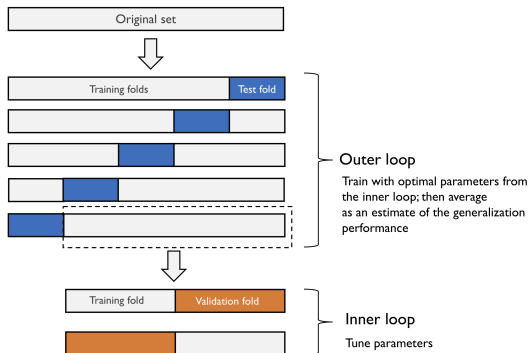 Original set
Training folds
Test fold
Outer loop
Train with optimal parameters from
the inner loop; then average
as an estimate of the generalization
performance
Training fold
Validation fold
Inner loop
Tune parameters